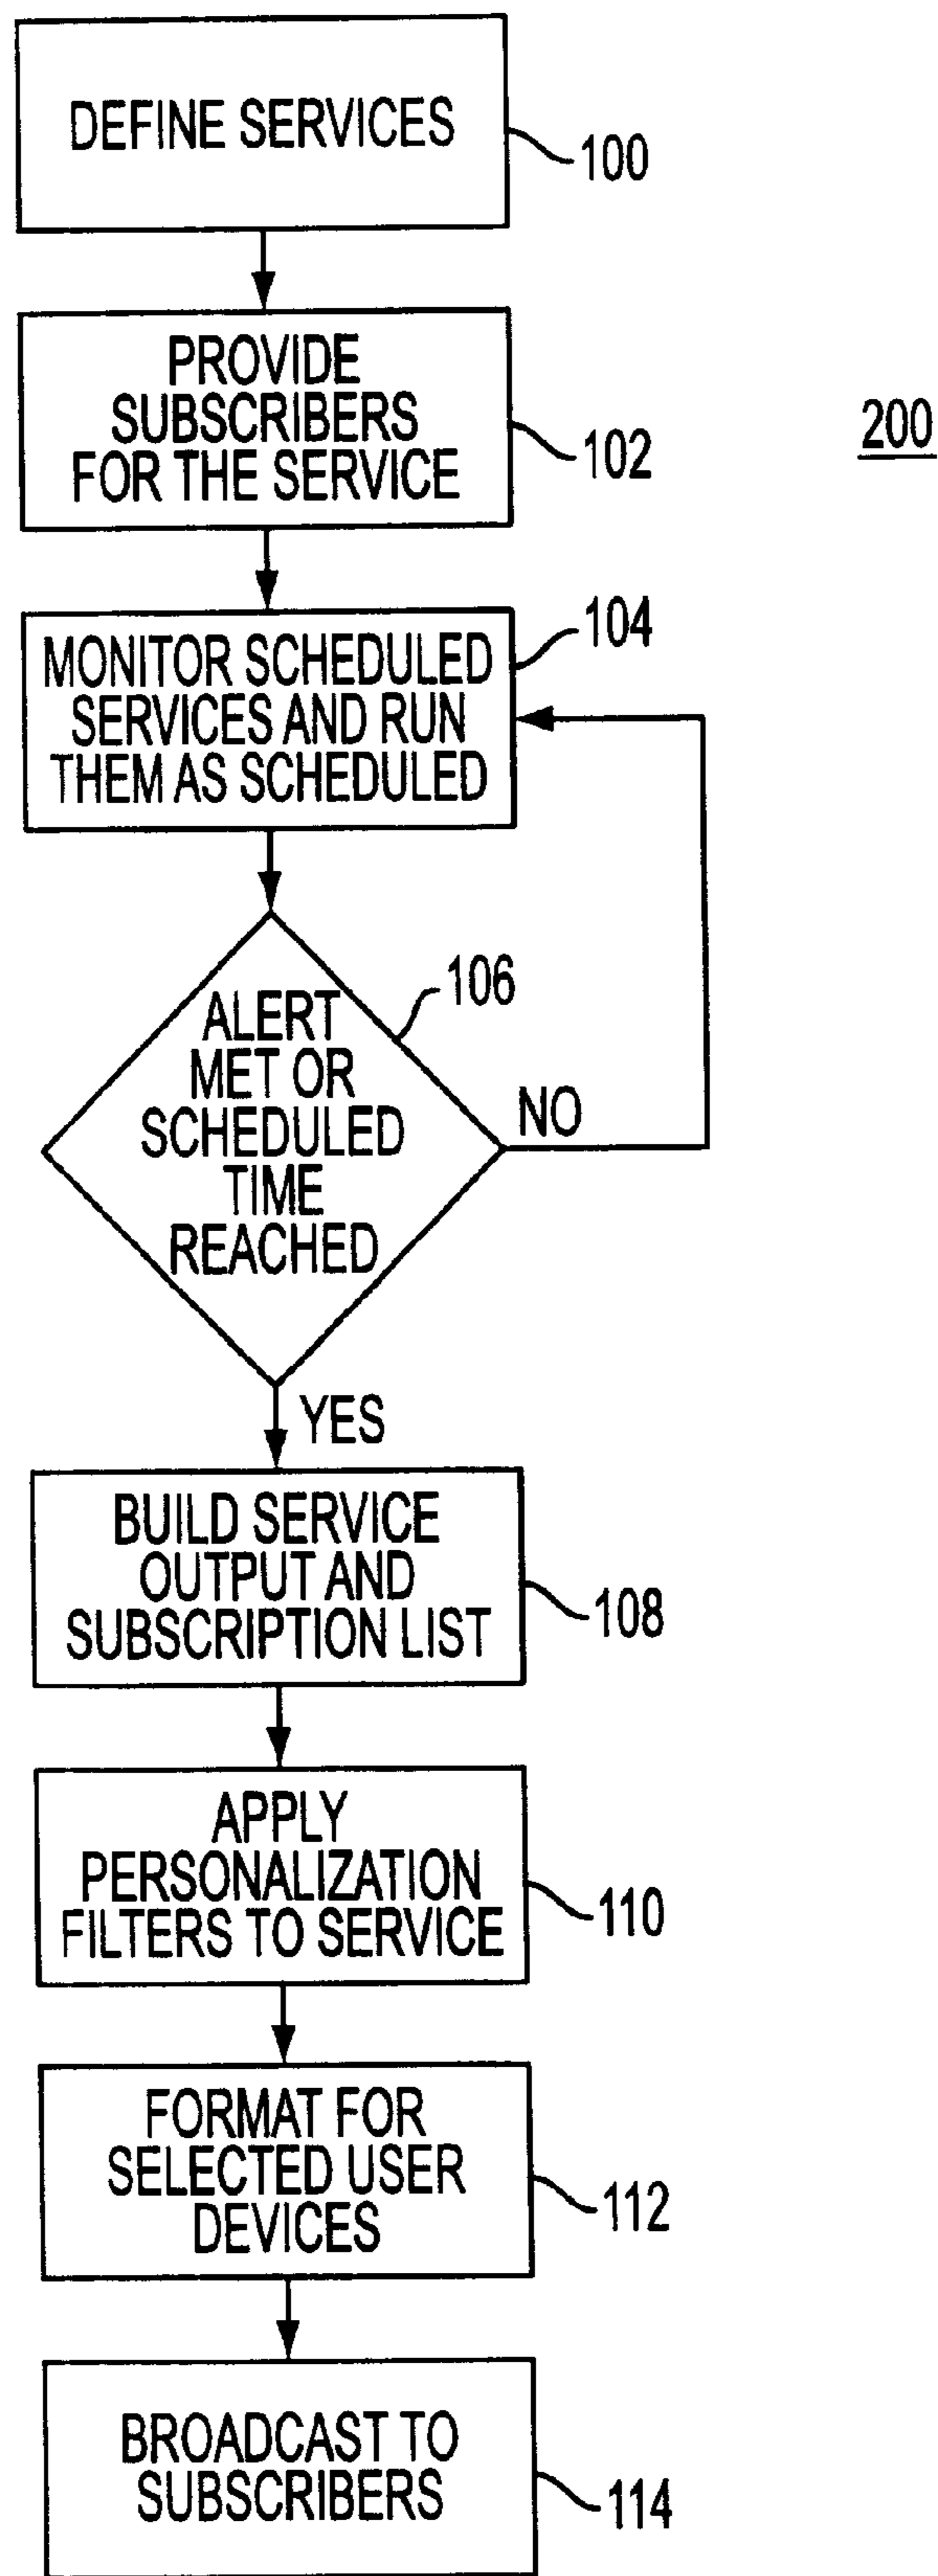 DEFINE SERVICES
100
PROVIDE
SUBSCRIBERS
FOR THE SERVICE
102
200
104
MONITOR SCHEDULED
SERVICES AND RUN
THEM AS SCHEDULED
106
ALERT
MET OR
SCHEDULED
TIME
REACHED
NO
YES
BUILD SERVICE
OUTPUT AND
SUBSCRIPTION LIST
108
APPLY
PERSONALIZATION
FILTERS TO SERVICE
110
FORMAT FOR
SELECTED USER
DEVICES
112
BROADCAST TO
SUBSCRIBERS
114